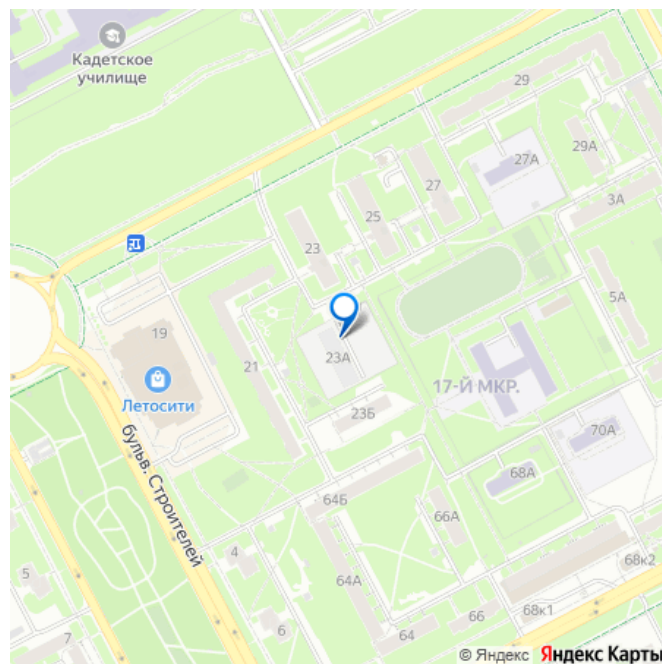 Кадетское
училище
29
29А
27А
27
3А
25
23
5А
19
21
23А
Летосити
17-Й МКР.
23Б
70А
68А
бульв. Строителей
64Б
66А
4
68к2
5
64А
68к1
66
6
64
7
© Яндекс Яндекс Карты